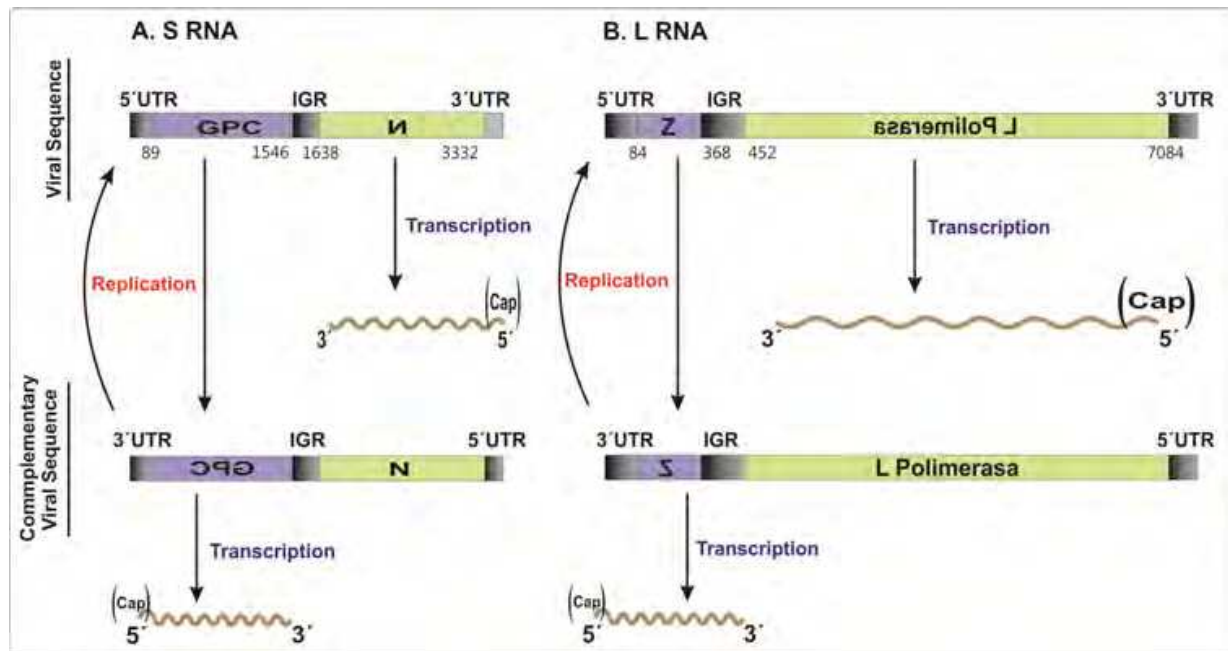 A. S RNA
B. L RNA
Viral Sequence
5´UTR IGR 3´UTR
GPC N
89 1546 1638 3332
5´UTR IGR 3´UTR
Z L Polimerasa
84 368 452 7084
Transcription
Replication
(Cap)
3´ 5´
Transcription
Replication
(Cap)
3´ 5´
Commplementary
Viral Sequence
3´UTR IGR 5´UTR
GPC N
3´UTR IGR 5´UTR
Z L Polimerasa
Transcription
(Cap)
5´ 3´
Transcription
(Cap)
5´ 3´